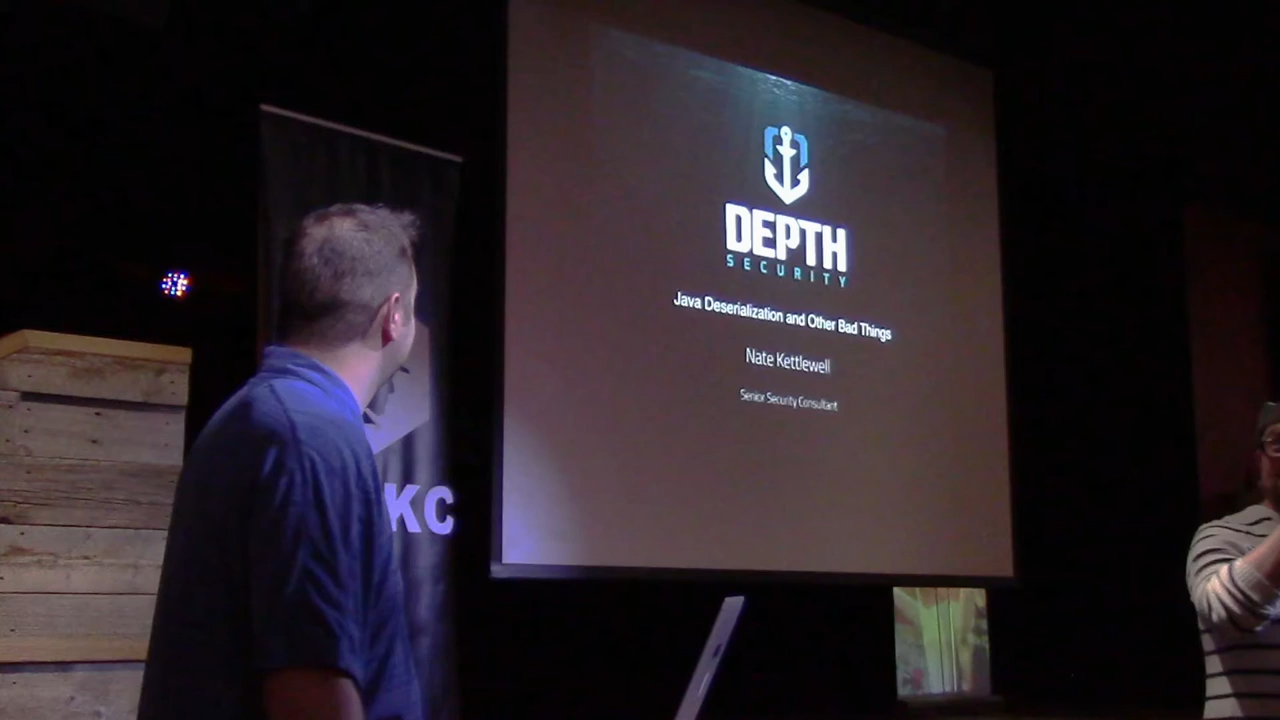 DEPTH
SECURITY
Java Deserialization and Other Bad Things
Nate Kettlewell
Senior Security Consultant
KC